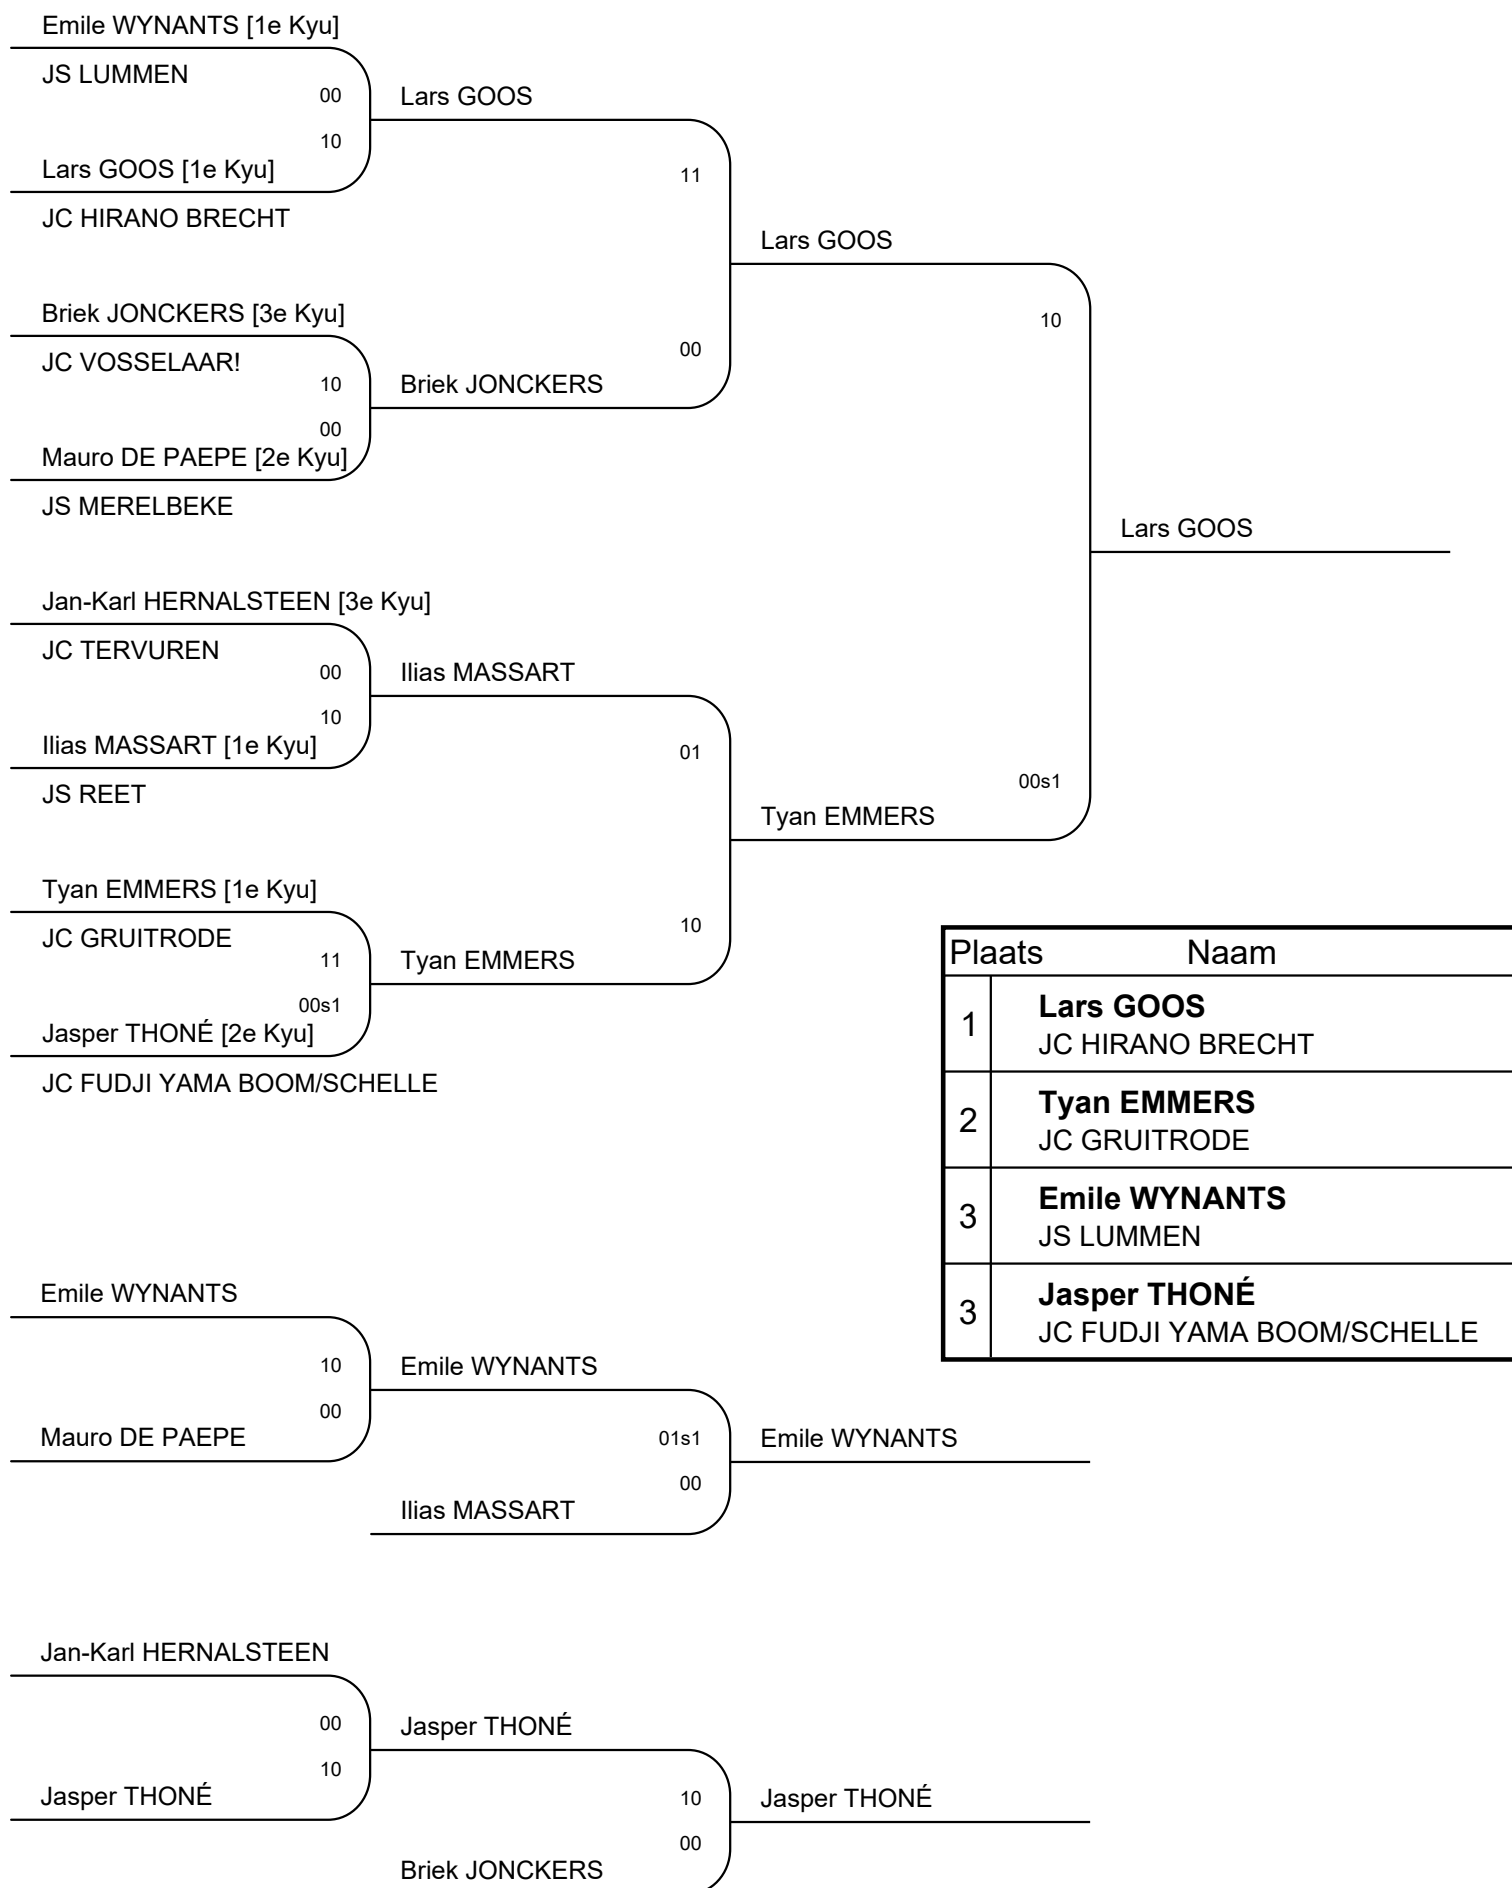 Emile WYNANTS [1e Kyu]
JS LUMMEN
00
10
Lars GOOS [1e Kyu]
JC HIRANO BRECHT
Lars GOOS
11
Briek JONCKERS [3e Kyu]
JC VOSSELAAR!
10
00
Mauro DE PAEPE [2e Kyu]
JS MERELBEKE
00
Briek JONCKERS
Lars GOOS
10
Jan-Karl HERNALSTEEN [3e Kyu]
JC TERVUREN
00
10
Ilias MASSART [1e Kyu]
JS REET
Ilias MASSART
01
Tyan EMMERS [1e Kyu]
JC GRUITRODE
11
00s1
Jasper THONÉ [2e Kyu]
JC FUDJI YAMA BOOM/SCHELLE
10
Tyan EMMERS
00s1
Tyan EMMERS
Lars GOOS
Plaats Naam
1 Lars GOOS
JC HIRANO BRECHT
2 Tyan EMMERS
JC GRUITRODE
3 Emile WYNANTS
JS LUMMEN
3 Jasper THONÉ
JC FUDJI YAMA BOOM/SCHELLE
Emile WYNANTS
10
00
Mauro DE PAEPE
Emile WYNANTS
01s1
00
Ilias MASSART
Emile WYNANTS
Jan-Karl HERNALSTEEN
00
10
Jasper THONÉ
Jasper THONÉ
10
00
Briek JONCKERS
Jasper THONÉ